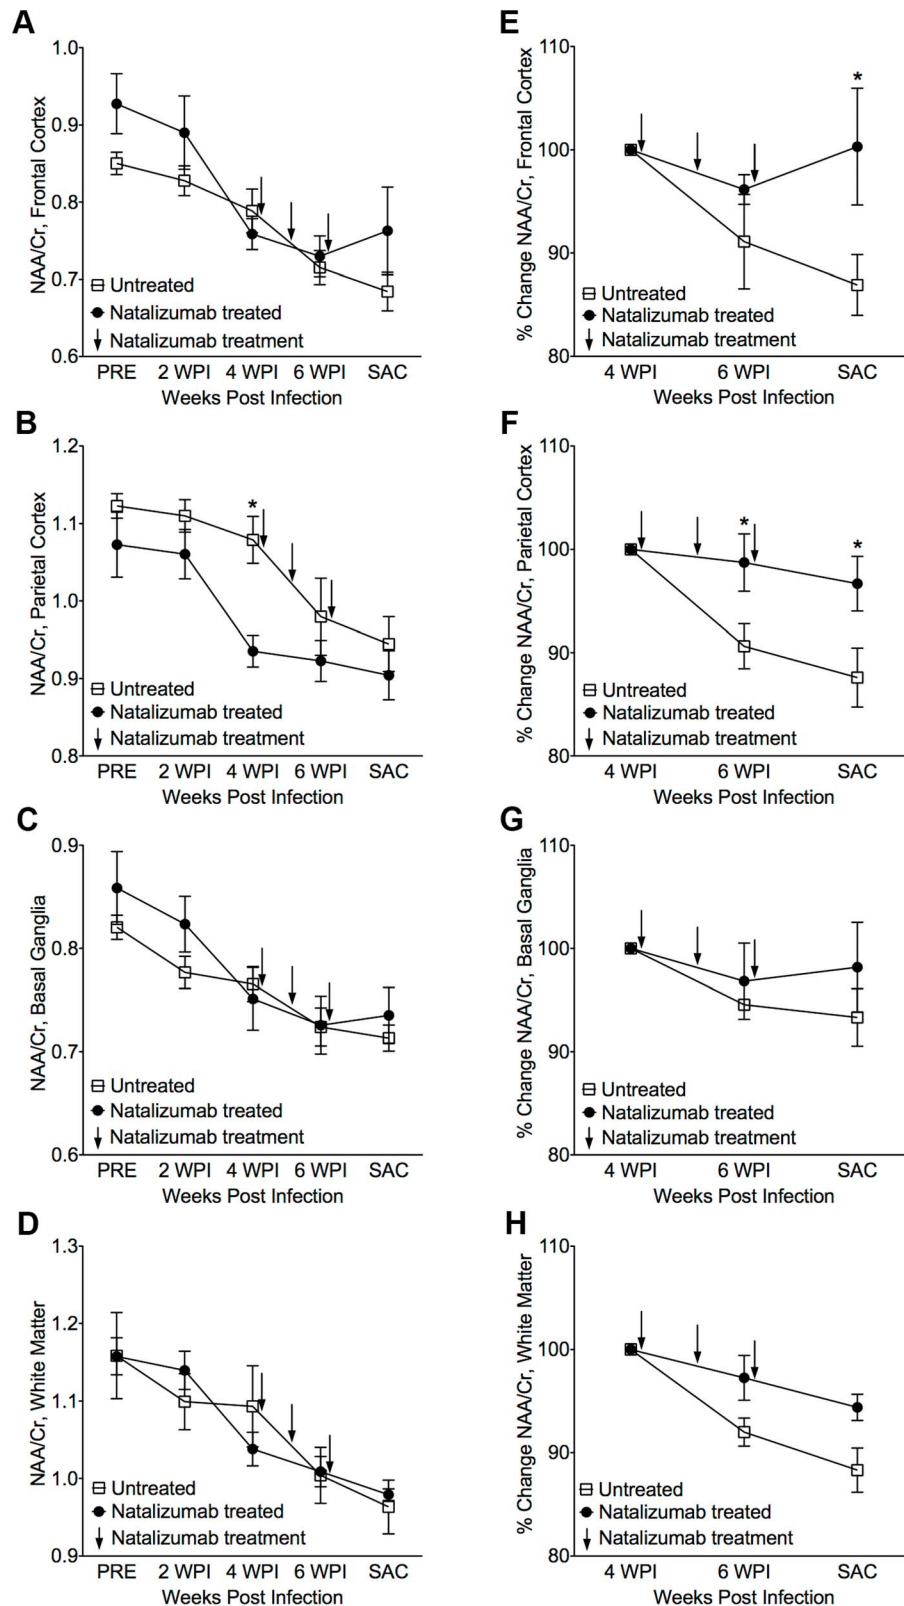 A
NAA/Cr, Frontal Cortex
1.0
0.9
0.8
0.7
0.6
Untreated
Natalizumab treated
Natalizumab treatment
PRE 2 WPI 4 WPI 6 WPI SAC
Weeks Post Infection
E
% Change NAA/Cr, Frontal Cortex
110
100
90
80
*
Untreated
Natalizumab treated
Natalizumab treatment
4 WPI 6 WPI SAC
Weeks Post Infection
B
NAA/Cr, Parietal Cortex
1.2
1.1
1.0
0.9
0.8
*
Untreated
Natalizumab treated
Natalizumab treatment
PRE 2 WPI 4 WPI 6 WPI SAC
Weeks Post Infection
F
% Change NAA/Cr, Parietal Cortex
110
100
90
80
* *
Untreated
Natalizumab treated
Natalizumab treatment
4 WPI 6 WPI SAC
Weeks Post Infection
C
NAA/Cr, Basal Ganglia
0.9
0.8
0.7
0.6
Untreated
Natalizumab treated
Natalizumab treatment
PRE 2 WPI 4 WPI 6 WPI SAC
Weeks Post Infection
G
% Change NAA/Cr, Basal Ganglia
110
100
90
80
Untreated
Natalizumab treated
Natalizumab treatment
4 WPI 6 WPI SAC
Weeks Post Infection
D
NAA/Cr, White Matter
1.3
1.2
1.1
1.0
0.9
Untreated
Natalizumab treated
Natalizumab treatment
PRE 2 WPI 4 WPI 6 WPI SAC
Weeks Post Infection
H
% Change NAA/Cr, White Matter
110
100
90
80
Untreated
Natalizumab treated
Natalizumab treatment
4 WPI 6 WPI SAC
Weeks Post Infection